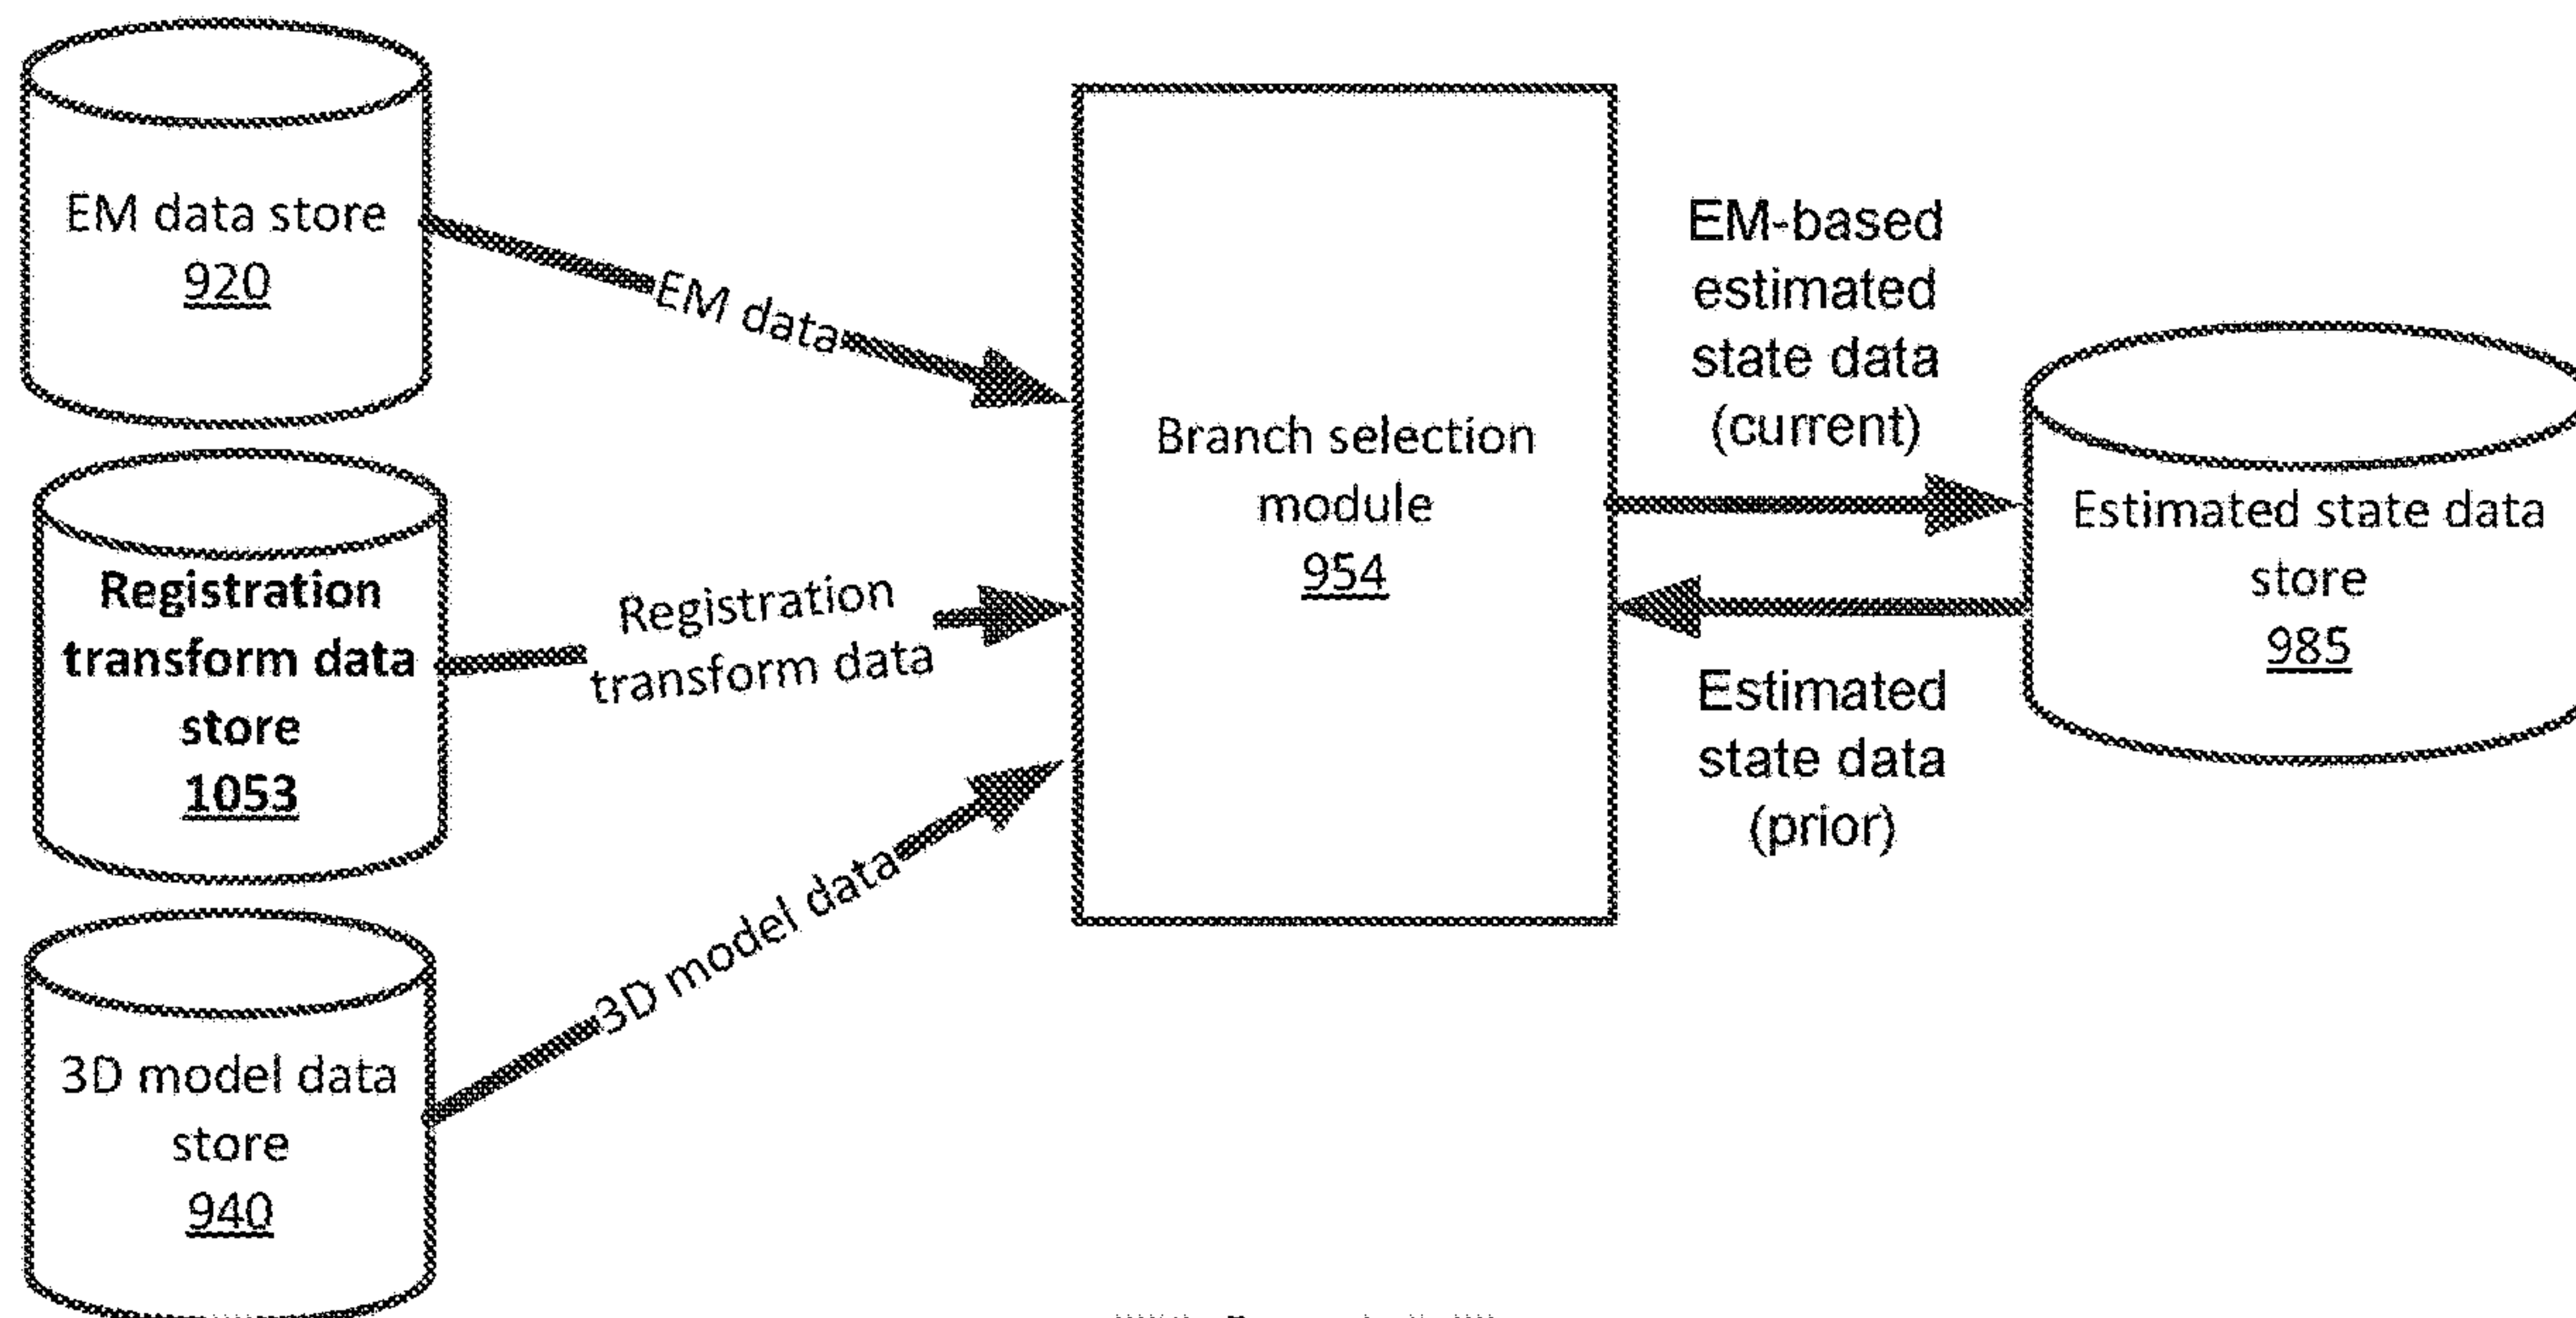 EM data store
920
EM data
Registration
transform data
store
1053
Registration
transform data
3D model data
store
940
3D model data
Branch selection
module
954
EM-based
estimated
state data
(current)
Estimated
state data
(prior)
Estimated state data
store
985